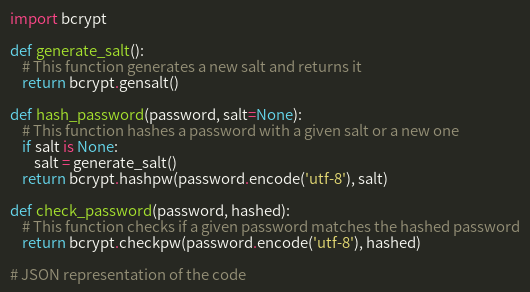 import bcrypt
def generate_salt():
# This function generates a new salt and returns it
return bcrypt.gensalt()
def hash_password(password, salt=None):
# This function hashes a password with a given salt or a new one
if salt is None:
salt = generate_salt()
return bcrypt.hashpw(password.encode('utf-8'), salt)
def check_password(password, hashed):
# This function checks if a given password matches the hashed password
return bcrypt.checkpw(password.encode('utf-8'), hashed)
# JSON representation of the code